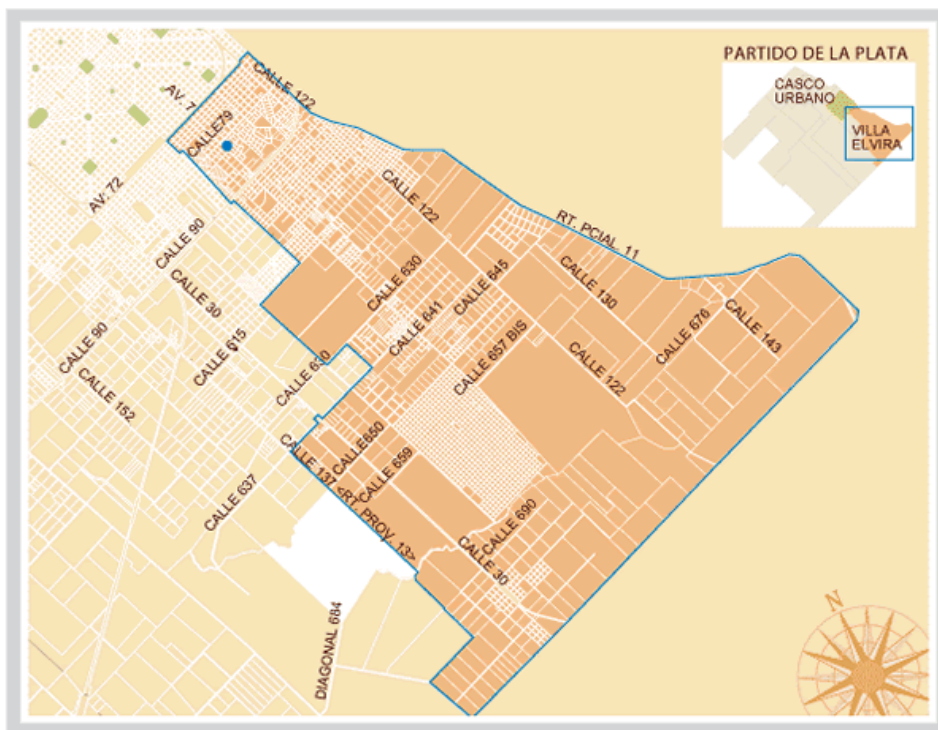 PARTIDO DE LA PLATA
CASCO
URBANO
VILLA
ELVIRA
CALLE 122
AV. 7
CALLE79
AV: 72
CALLE 122
RT. PCIAL. 11
CALLE 90
CALLE 30
CALLE 630
CALLE 645
CALLE 130
CALLE 641
CALLE 676
CALLE 143
CALLE 615
CALLE 90
CALLE 630
CALLE 657 BIS
CALLE 122
CALLE 152
CALLE650
CALLE 659
CALLE 137 <RT. PROV. 13>
CALLE 637
CALLE 690
CALLE 30
DIAGONAL 684
N